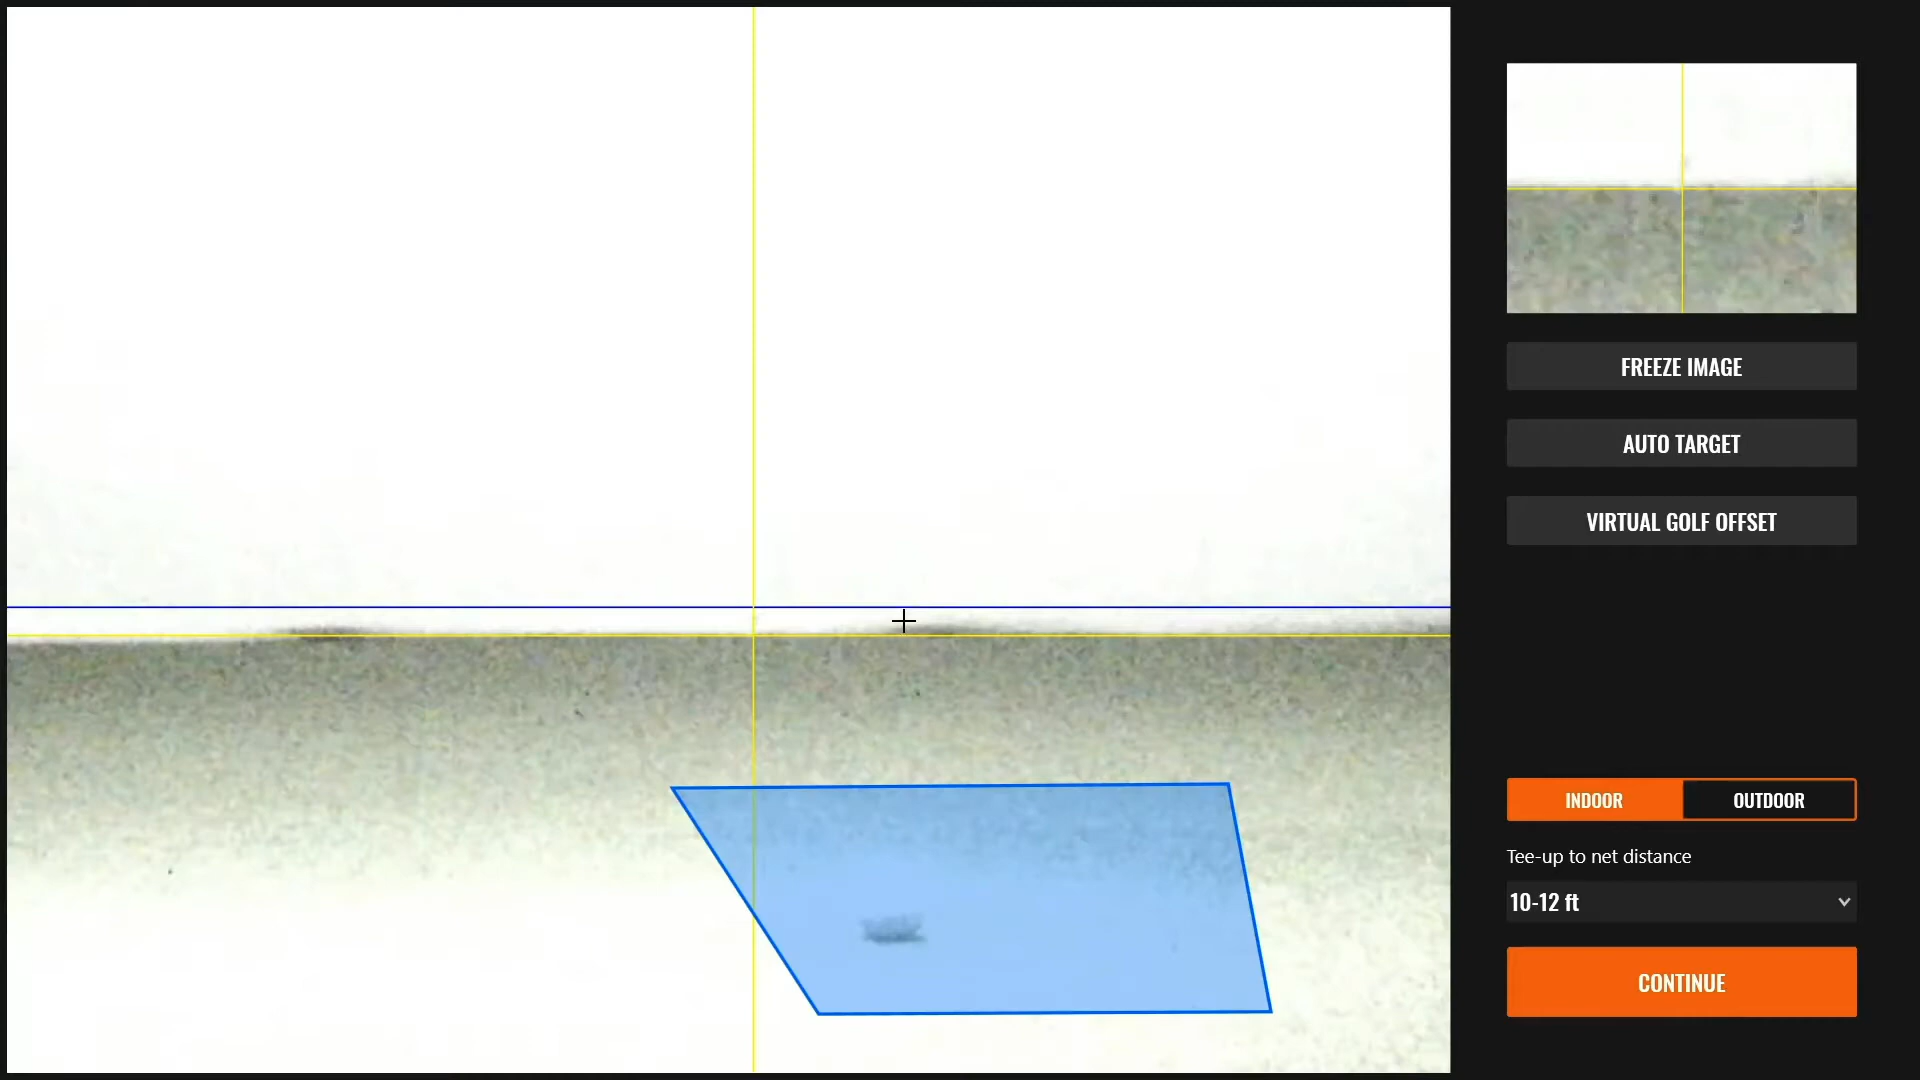 FREEZE IMAGE
AUTO TARGET
VIRTUAL GOLF OFFSET
INDOOR
OUTDOOR
Tee-up to net distance
10-12 ft
CONTINUE